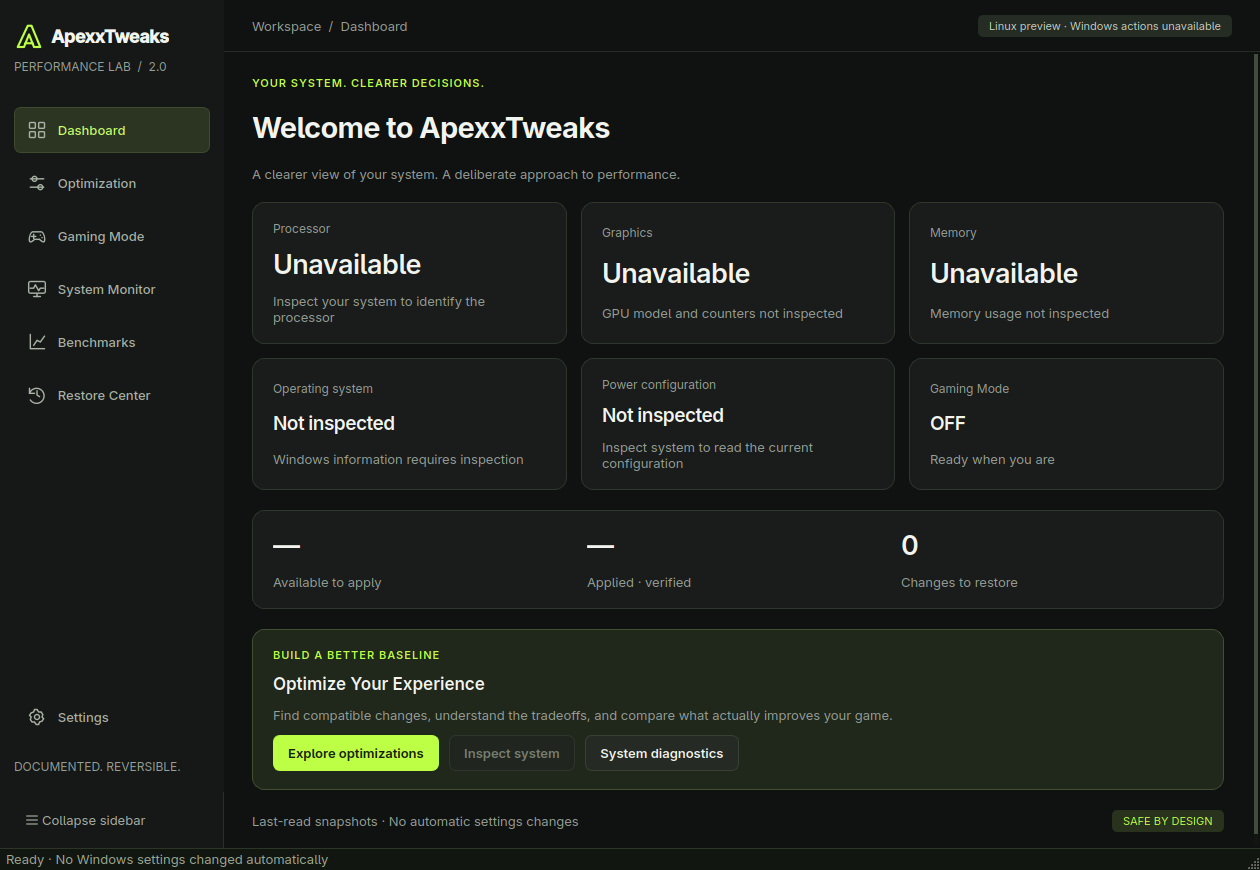 ApexxTweaks
PERFORMANCE LAB / 2.0
Dashboard
Optimization
Gaming Mode
System Monitor
Benchmarks
Restore Center
Settings
DOCUMENTED. REVERSIBLE.
Collapse sidebar
Workspace / Dashboard
Linux preview · Windows actions unavailable
YOUR SYSTEM. CLEARER DECISIONS.
Welcome to ApexxTweaks
A clearer view of your system. A deliberate approach to performance.
Processor
Unavailable
Inspect your system to identify the
processor
Graphics
Unavailable
GPU model and counters not inspected
Memory
Unavailable
Memory usage not inspected
Operating system
Not inspected
Windows information requires inspection
Power configuration
Not inspected
Inspect system to read the current
configuration
Gaming Mode
OFF
Ready when you are
—
Available to apply
—
Applied · verified
0
Changes to restore
BUILD A BETTER BASELINE
Optimize Your Experience
Find compatible changes, understand the tradeoffs, and compare what actually improves your game.
Explore optimizations
Inspect system
System diagnostics
Last-read snapshots · No automatic settings changes
SAFE BY DESIGN
Ready · No Windows settings changed automatically